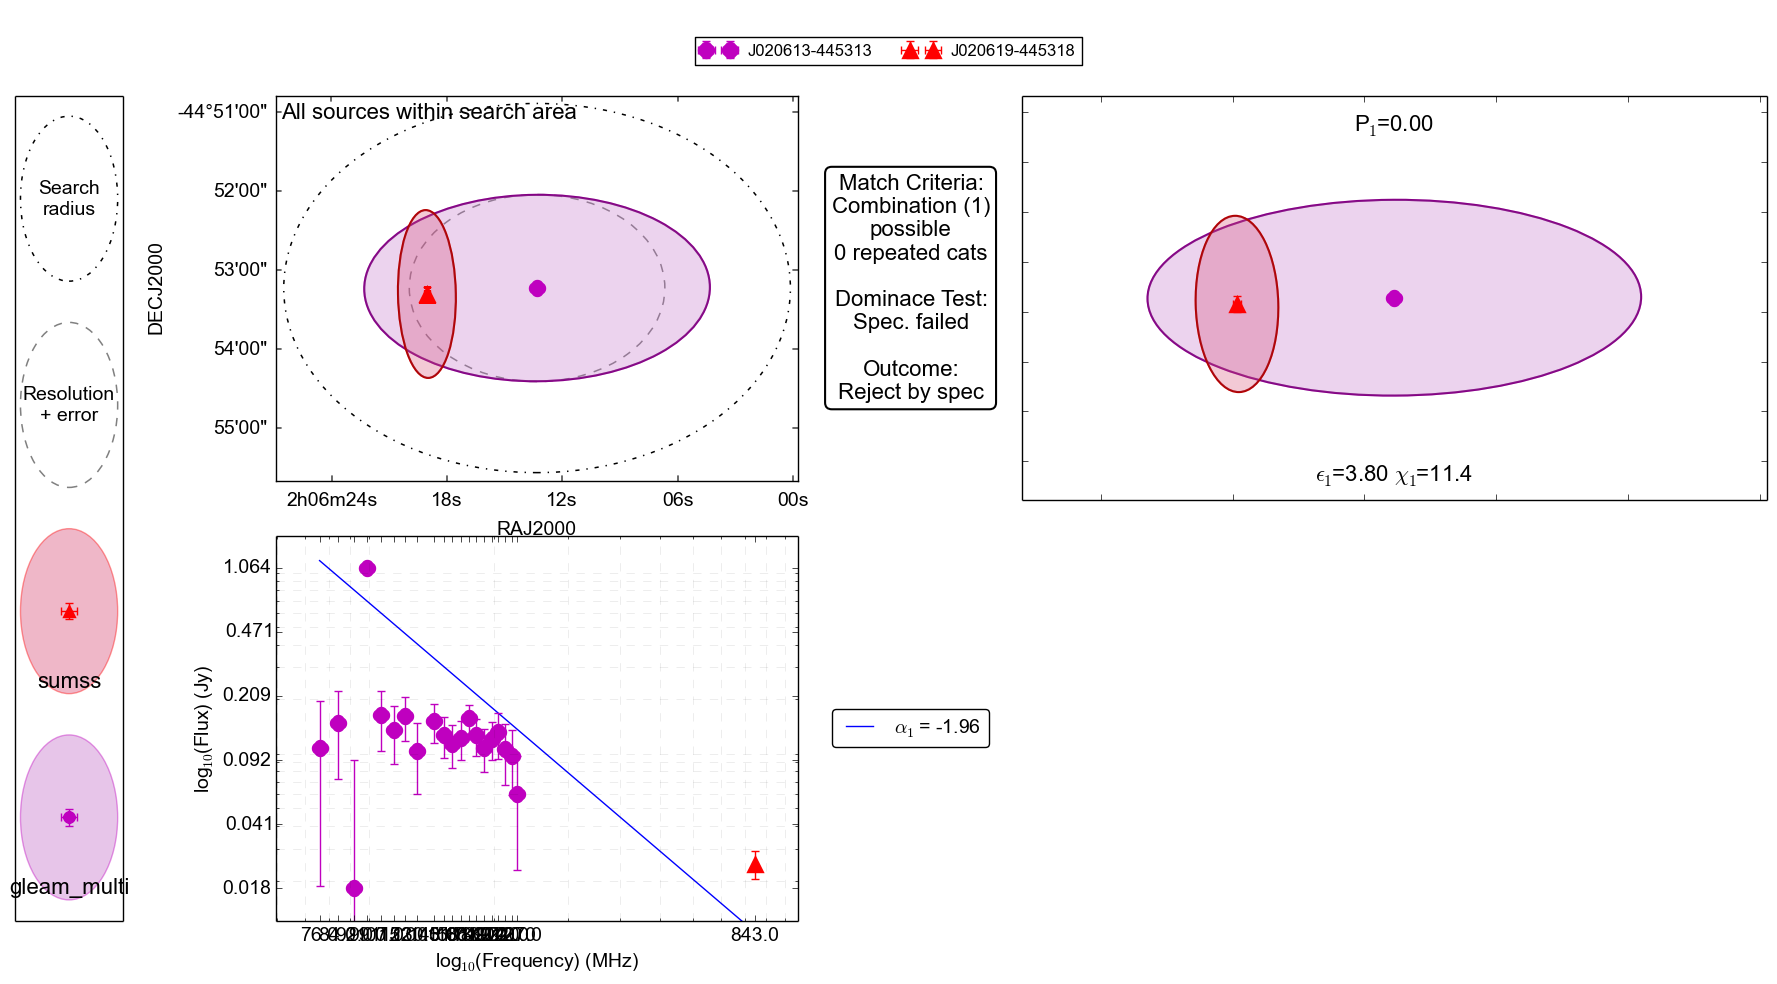 J020613-445313 J020619-445318
Search
radius
Resolution
+ error
sumss
gleam_multi
All sources within search area
-44°51'00"
52'00"
53'00"
54'00"
55'00"
DECJ2000
2h06m24s 18s 12s 06s 00s
RAJ2000
Match Criteria:
Combination (1)
possible
0 repeated cats
Dominace Test:
Spec. failed
Outcome:
Reject by spec
P₁=0.00
ϵ₁=3.80 χ₁=11.4
1.064
0.471
0.209
0.092
0.041
0.018
log₁₀(Flux) (Jy)
843.0
log₁₀(Frequency) (MHz)
α₁ = -1.96